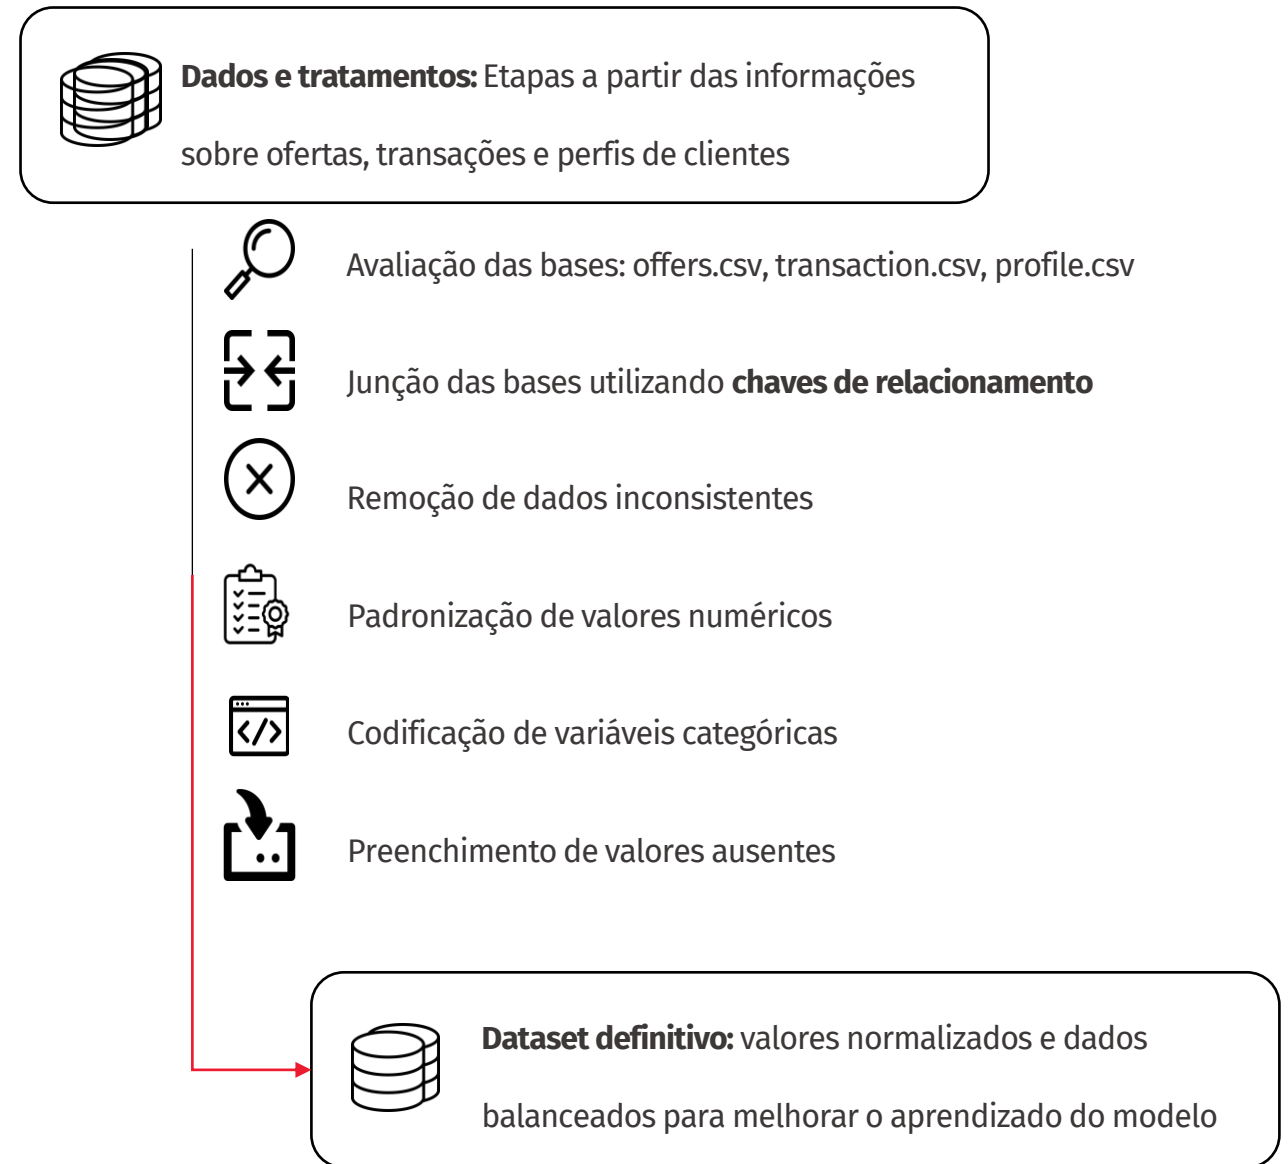 Dados e tratamentos: Etapas a partir das informações
sobre ofertas, transações e perfis de clientes
Avaliação das bases: offers.csv, transaction.csv, profile.csv
Junção das bases utilizando chaves de relacionamento
Remoção de dados inconsistentes
Padronização de valores numéricos
Codificação de variáveis categóricas
Preenchimento de valores ausentes
Dataset definitivo: valores normalizados e dados
balanceados para melhorar o aprendizado do modelo